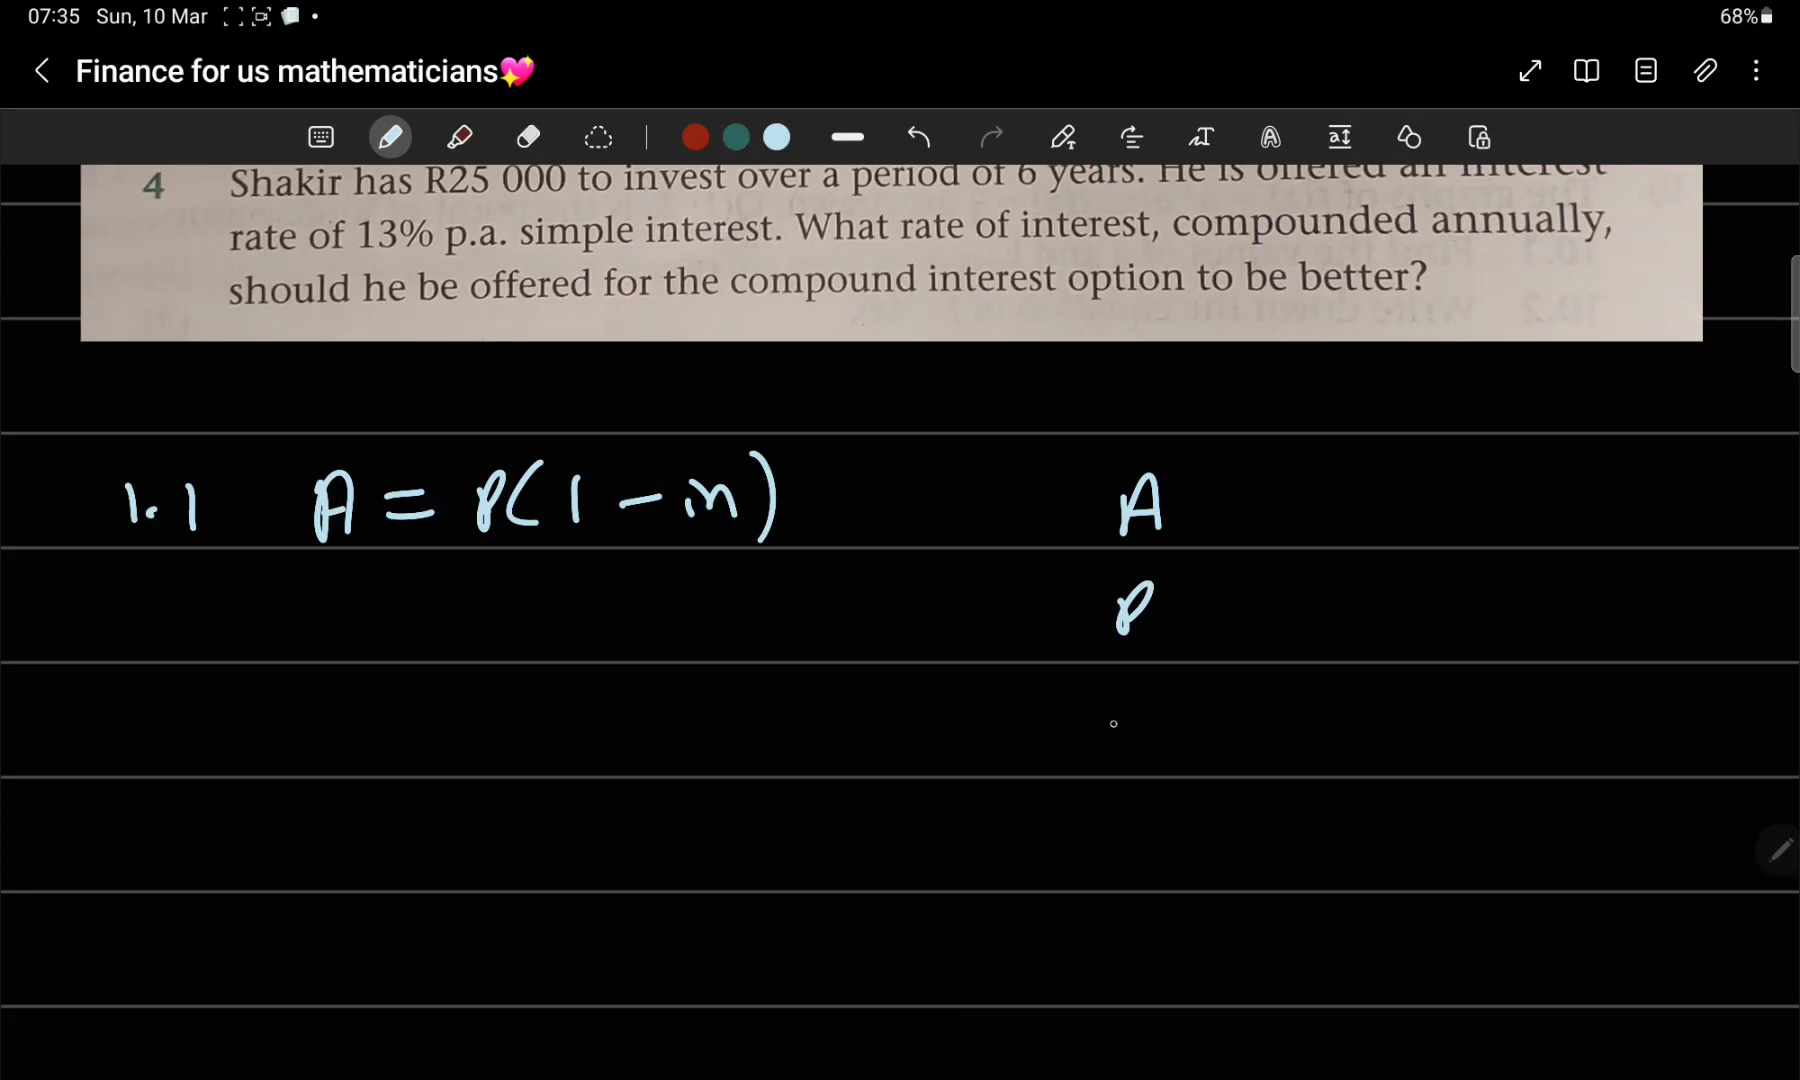 07:35 Sun, 10 Mar 68%
Finance for us mathematicians💖
4 Shakir has R25 000 to invest over a period of 6 years. He is offered an interest
rate of 13% p.a. simple interest. What rate of interest, compounded annually,
should he be offered for the compound interest option to be better?
1.1 A = P(1 - in) A
P